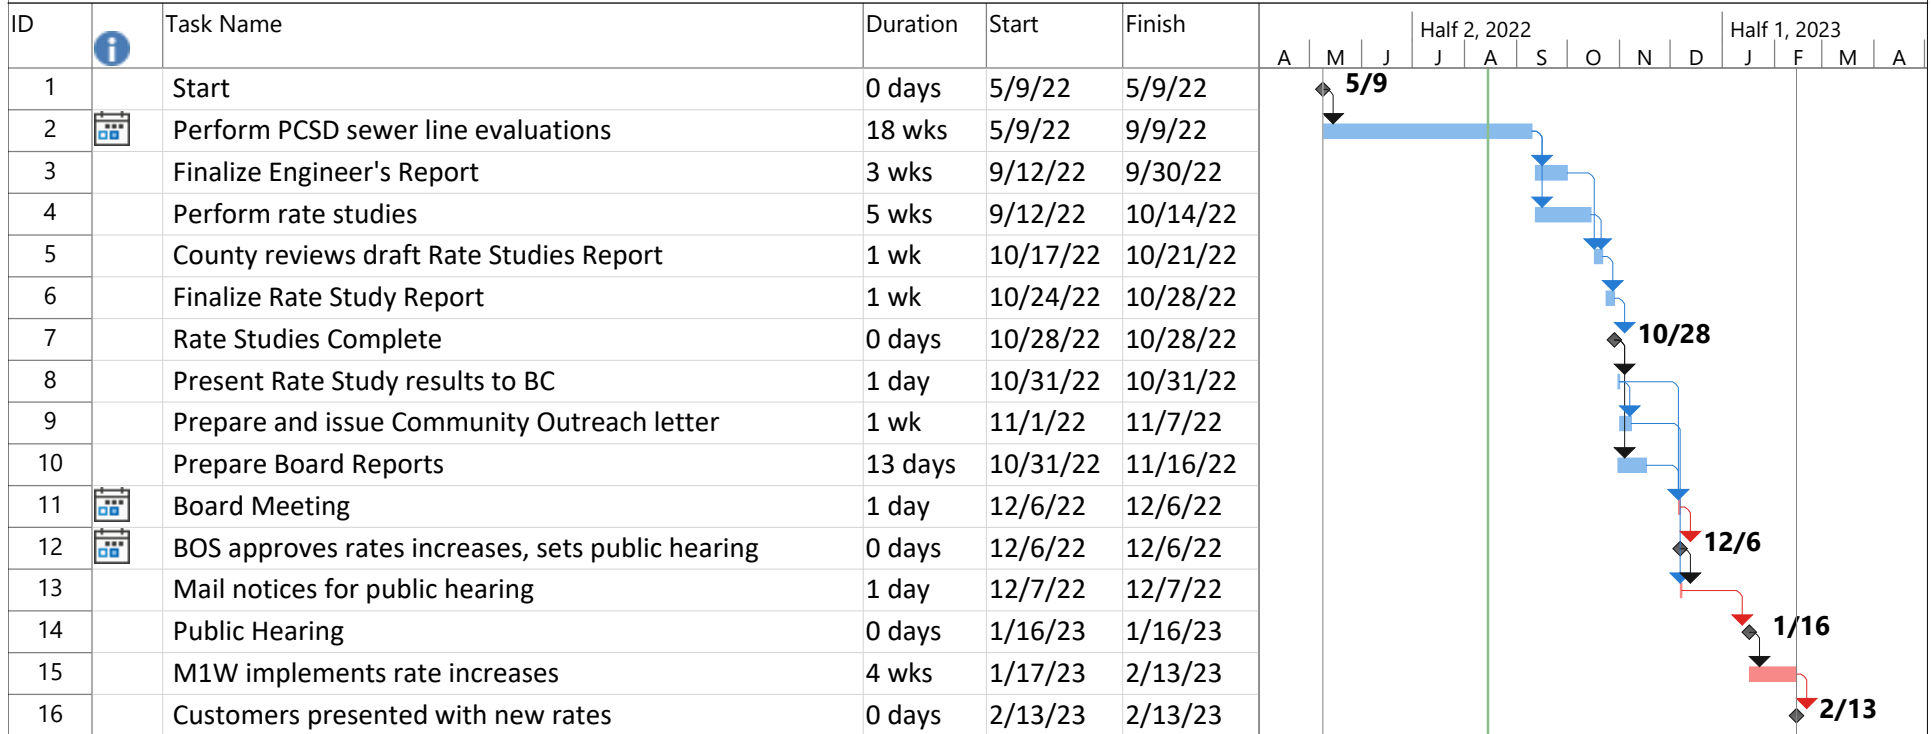 ID Task Name Duration Start Finish Half 2, 2022 Half 1, 2023
A M J J A S O N D J F M A
1 Start 0 days 5/9/22 5/9/22 5/9
2 Perform PCSD sewer line evaluations 18 wks 5/9/22 9/9/22
3 Finalize Engineer's Report 3 wks 9/12/22 9/30/22
4 Perform rate studies 5 wks 9/12/22 10/14/22
5 County reviews draft Rate Studies Report 1 wk 10/17/22 10/21/22
6 Finalize Rate Study Report 1 wk 10/24/22 10/28/22
7 Rate Studies Complete 0 days 10/28/22 10/28/22 10/28
8 Present Rate Study results to BC 1 day 10/31/22 10/31/22
9 Prepare and issue Community Outreach letter 1 wk 11/1/22 11/7/22
10 Prepare Board Reports 13 days 10/31/22 11/16/22
11 Board Meeting 1 day 12/6/22 12/6/22
12 BOS approves rates increases, sets public hearing 0 days 12/6/22 12/6/22 12/6
13 Mail notices for public hearing 1 day 12/7/22 12/7/22
14 Public Hearing 0 days 1/16/23 1/16/23 1/16
15 M1W implements rate increases 4 wks 1/17/23 2/13/23
16 Customers presented with new rates 0 days 2/13/23 2/13/23 2/13